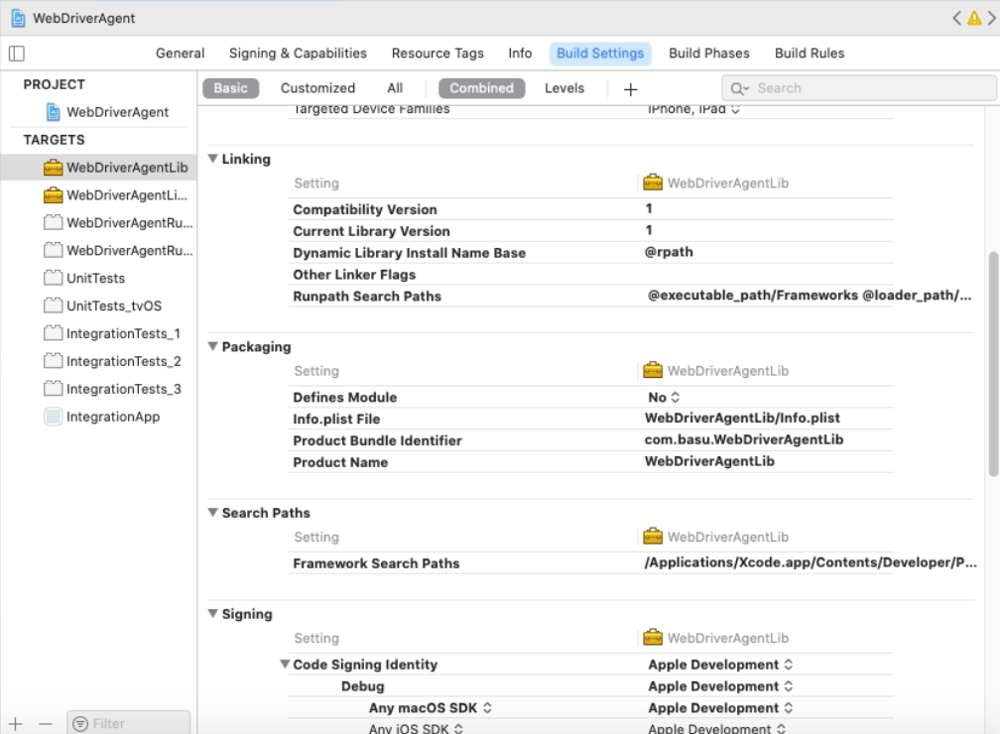 WebDriverAgent
General Signing & Capabilities Resource Tags Info Build Settings Build Phases Build Rules
PROJECT
WebDriverAgent
TARGETS
WebDriverAgentLib
WebDriverAgentLi...
WebDriverAgentRu...
WebDriverAgentRu...
UnitTests
UnitTests_tvOS
IntegrationTests_1
IntegrationTests_2
IntegrationTests_3
IntegrationApp
Filter
Basic Customized All Combined Levels Search
Targeted Device Families iPhone, iPad
Linking
Setting WebDriverAgentLib
Compatibility Version 1
Current Library Version 1
Dynamic Library Install Name Base @rpath
Other Linker Flags
Runpath Search Paths @executable_path/Frameworks @loader_path/...
Packaging
Setting WebDriverAgentLib
Defines Module No
Info.plist File WebDriverAgentLib/Info.plist
Product Bundle Identifier com.basu.WebDriverAgentLib
Product Name WebDriverAgentLib
Search Paths
Setting WebDriverAgentLib
Framework Search Paths /Applications/Xcode.app/Contents/Developer/P...
Signing
Setting WebDriverAgentLib
Code Signing Identity Apple Development
Debug Apple Development
Any macOS SDK Apple Development
Any iOS SDK Apple Development